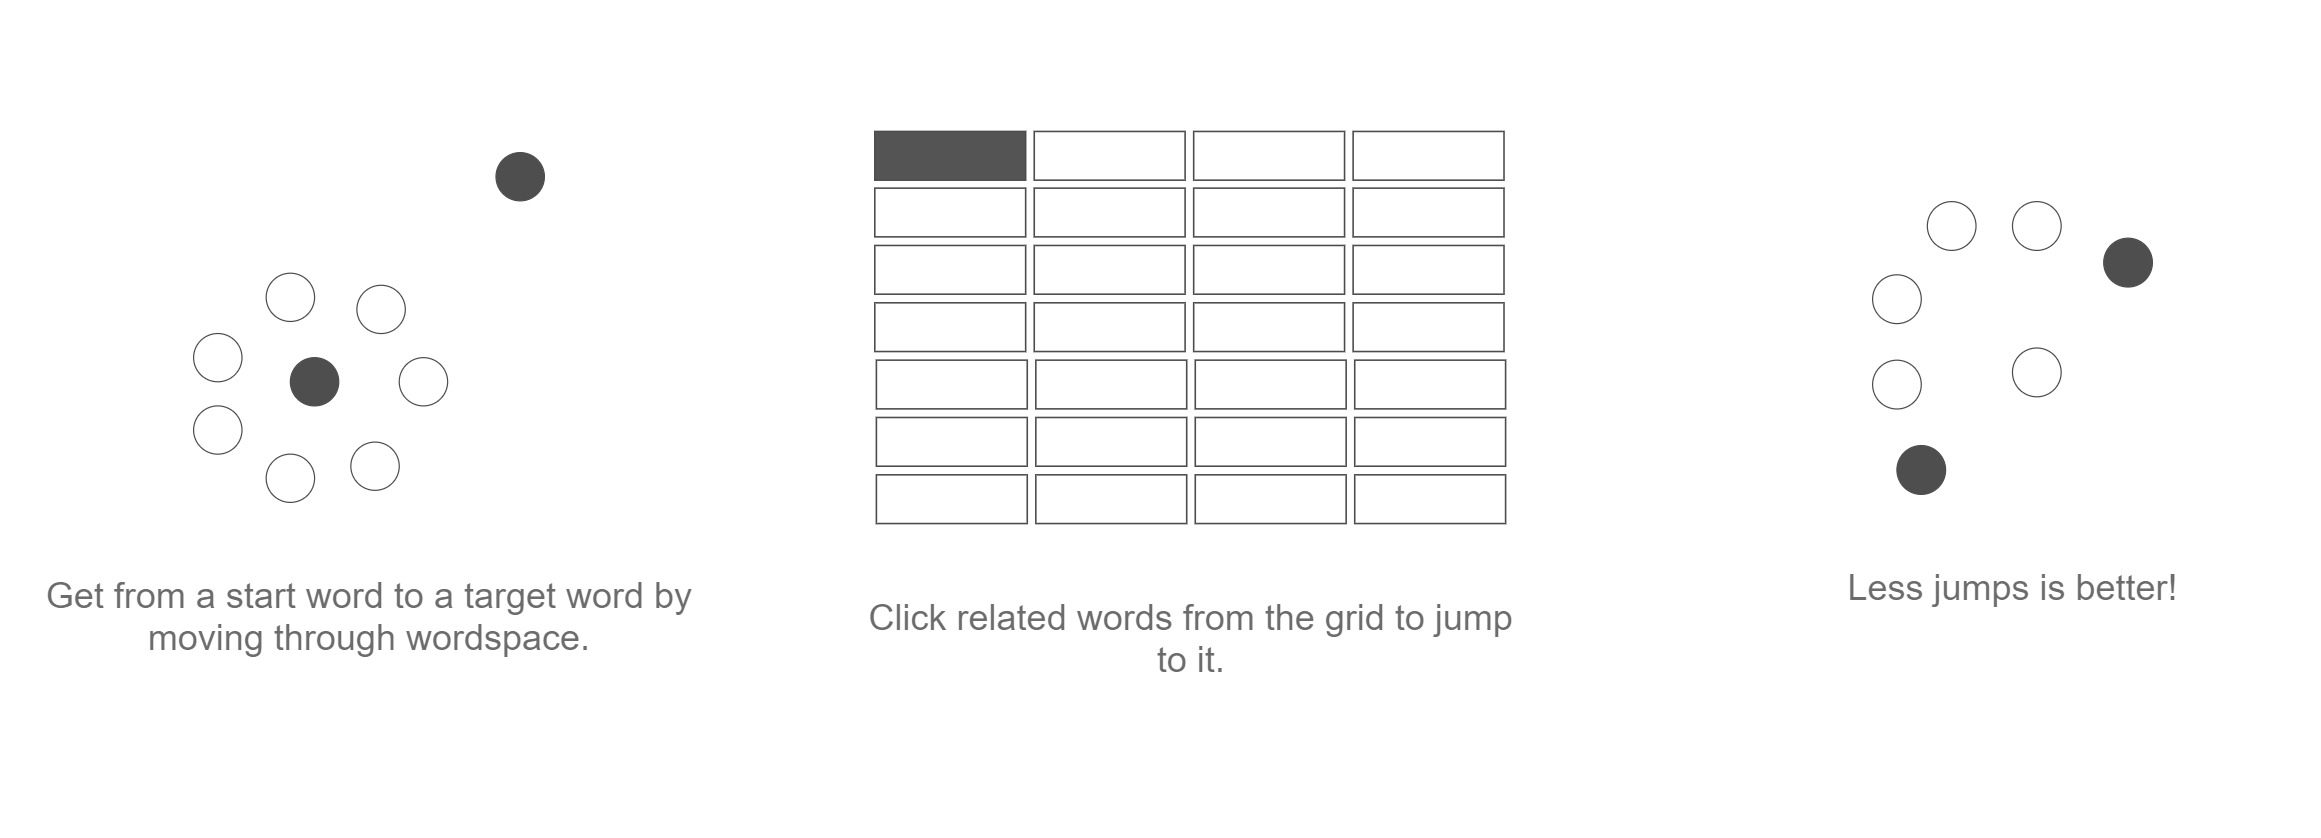 Get from a start word to a target word by
moving through wordspace.
Click related words from the grid to jump
to it.
Less jumps is better!